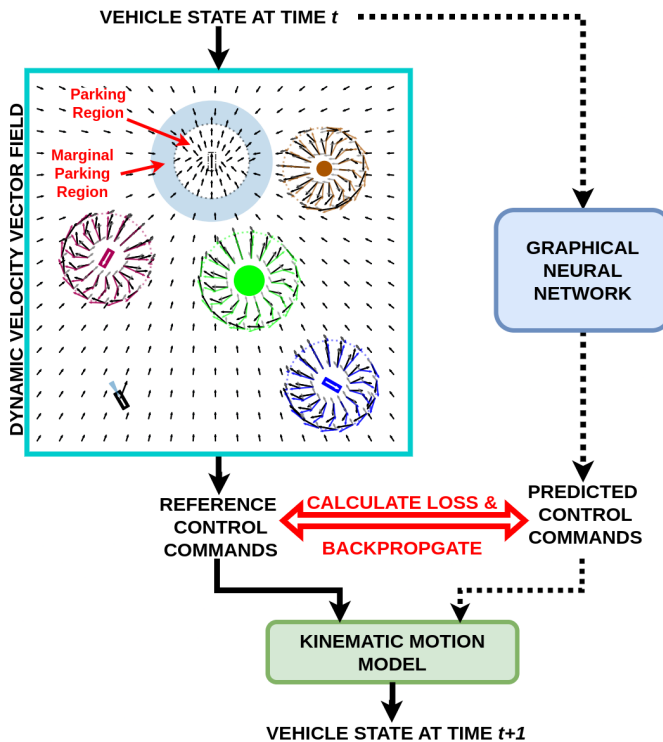 VEHICLE STATE AT TIME t
DYNAMIC VELOCITY VECTOR FIELD
Parking
Region
Marginal
Parking
Region
GRAPHICAL
NEURAL
NETWORK
REFERENCE
CONTROL
COMMANDS
CALCULATE LOSS &
BACKPROPGATE
PREDICTED
CONTROL
COMMANDS
KINEMATIC MOTION
MODEL
VEHICLE STATE AT TIME t+1